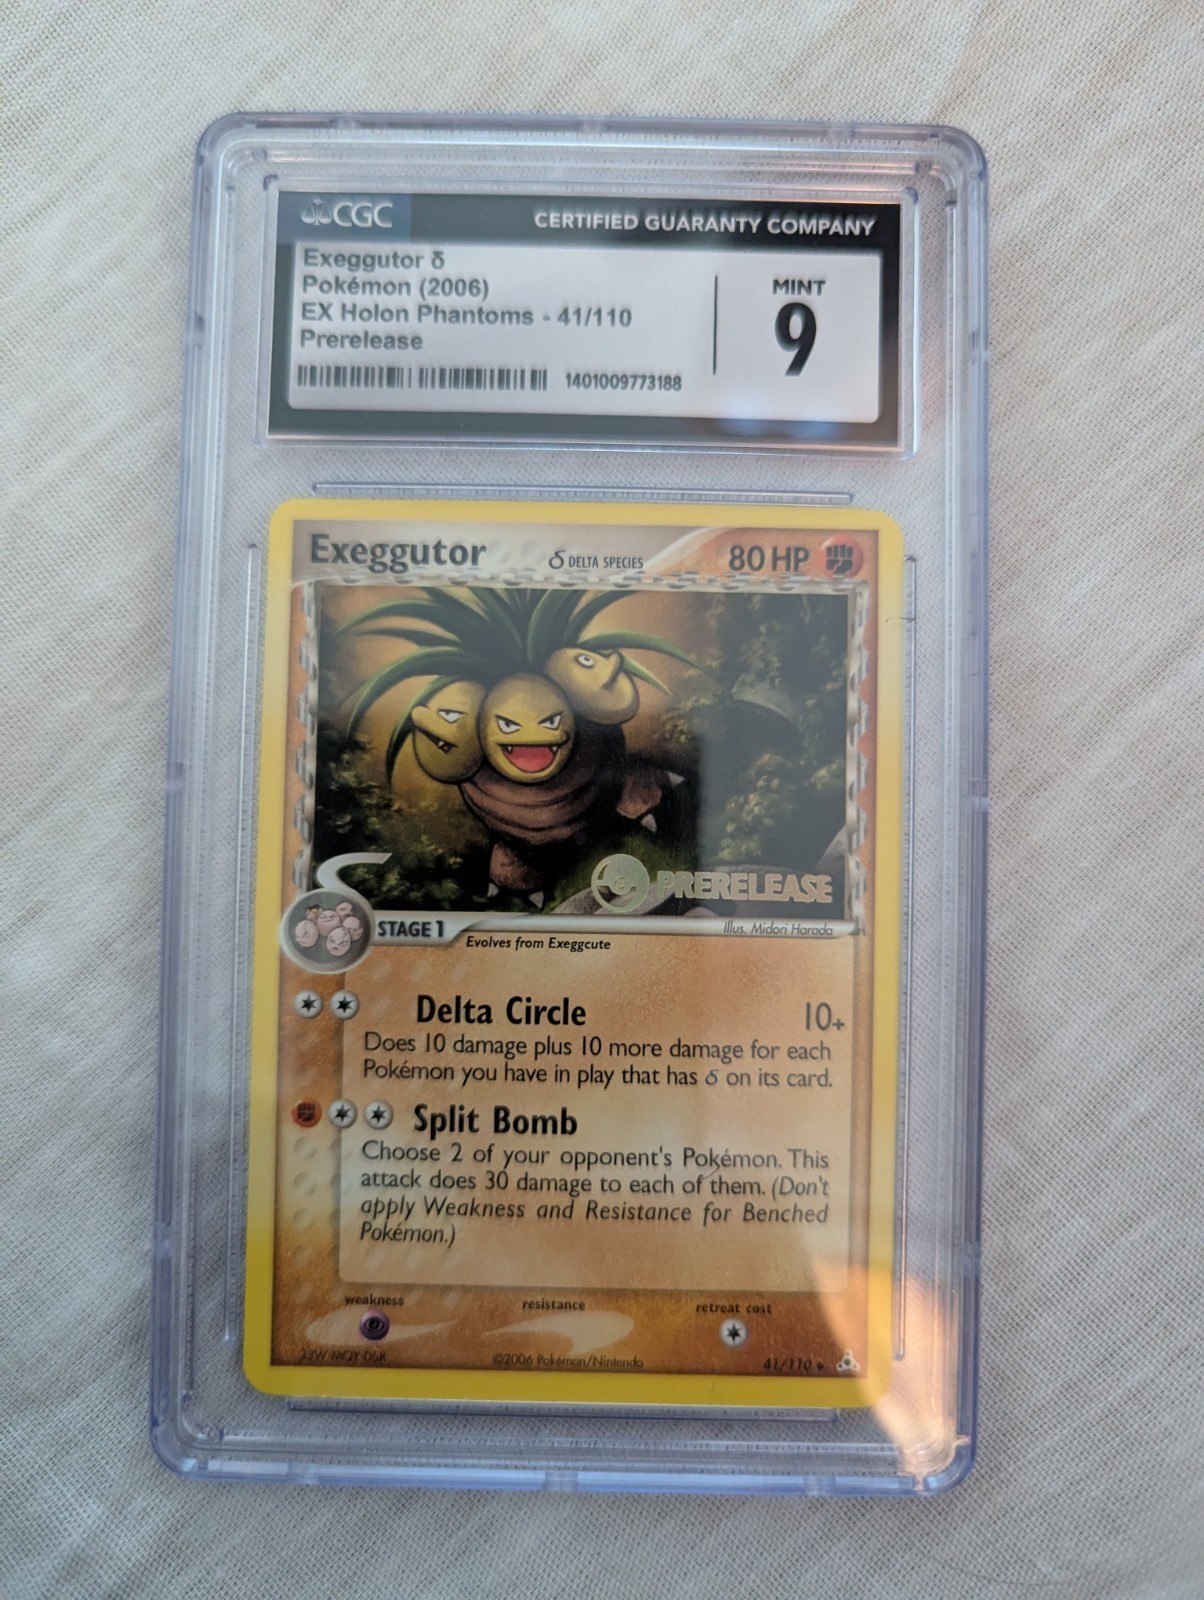 CGC
CERTIFIED GUARANTY COMPANY
Exeggutor δ
Pokémon (2006)
EX Holon Phantoms - 41/110
Prerelease
1401009773188
MINT
9
Exeggutor
δ DELTA SPECIES
80 HP
PRERELEASE
STAGE 1
Evolves from Exeggcute
Illus. Midori Harada
Delta Circle
10+
Does 10 damage plus 10 more damage for each
Pokémon you have in play that has δ on its card.
Split Bomb
Choose 2 of your opponent's Pokémon. This
attack does 30 damage to each of them. (Don't
apply Weakness and Resistance for Benched
Pokémon.)
weakness
resistance
retreat cost
33W-MQY-DSR
©2006 Pokémon/Nintendo
41/110